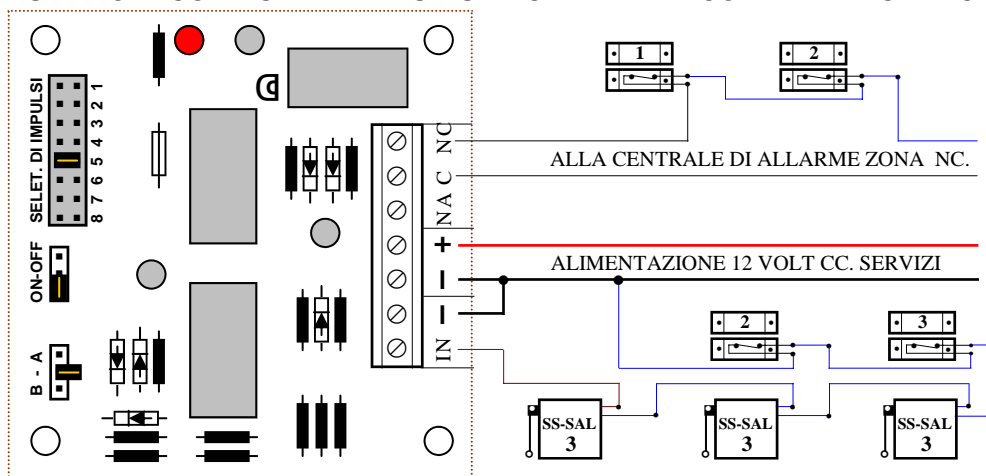 SELET. DI IMPULSI
1
2
3
4
5
6
7
8
ON-OFF
B - A
NC
C
NA
+
−
−
IN
1
2
ALLA CENTRALE DI ALLARME ZONA NC.
ALIMENTAZIONE 12 VOLT CC. SERVIZI
2
3
SS-SAL
3
SS-SAL
3
SS-SAL
3